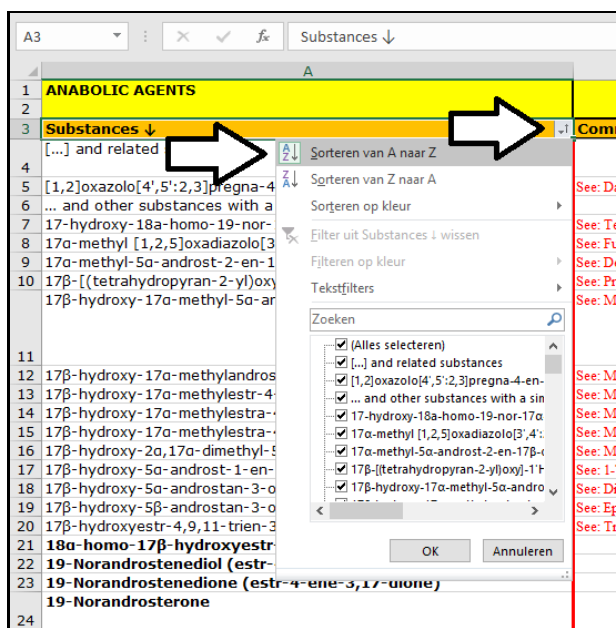 A3
fx
Substances ↓
A
1 ANABOLIC AGENTS
2
3 Substances ↓
4 [...] and related
5 [1,2]oxazolo[4',5':2,3]pregna-4
6 ... and other substances with a
7 17-hydroxy-18a-homo-19-nor-
8 17α-methyl [1,2,5]oxadiazolo[3
9 17α-methyl-5α-androst-2-en-1
10 17β-[(tetrahydropyran-2-yl)oxy
11 17β-hydroxy-17α-methyl-5α-ar
12 17β-hydroxy-17α-methylandros
13 17β-hydroxy-17α-methylestr-4-
14 17β-hydroxy-17α-methylestra-
15 17β-hydroxy-17α-methylestra-
16 17β-hydroxy-2α,17α-dimethyl-5
17 17β-hydroxy-5α-androst-1-en-
18 17β-hydroxy-5α-androstan-3-o
19 17β-hydroxy-5β-androstan-3-o
20 17β-hydroxyestr-4,9,11-trien-3
21 18α-homo-17β-hydroxyestr-
22 19-Norandrostenediol (estr-
23 19-Norandrostenedione (estr-4-ene-3,17-dione)
24 19-Norandrosterone
Sorteren van A naar Z
Sorteren van Z naar A
Sorteren op kleur
Filter uit Substances ↓ wissen
Filteren op kleur
Tekstfilters
Zoeken
(Alles selecteren)
[...] and related substances
[1,2]oxazolo[4',5':2,3]pregna-4-en-
... and other substances with a sim
17-hydroxy-18a-homo-19-nor-17α
17α-methyl [1,2,5]oxadiazolo[3',4':
17α-methyl-5α-androst-2-en-17β-
17β-[(tetrahydropyran-2-yl)oxy]-1'H
17β-hydroxy-17α-methyl-5α-andro
OK
Annuleren
Com
See: Da
See: Te
See: Fu
See: De
See: Pr
See: M
See: M
See: M
See: M
See: M
See: M
See: 1-
See: Di
See: Ep
See: Tr